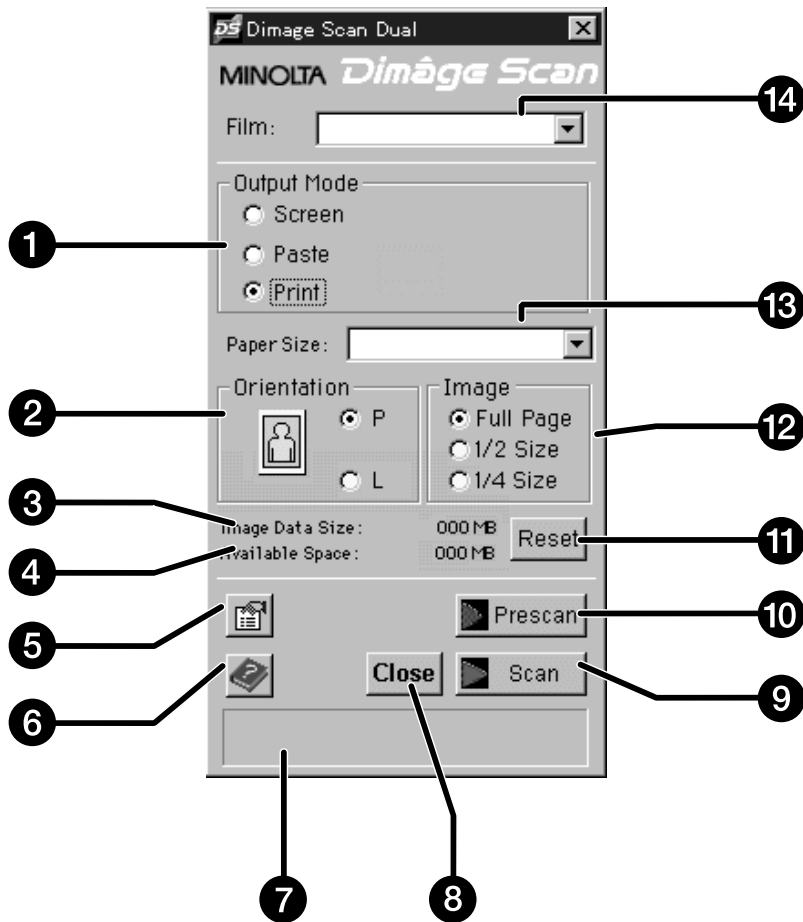 Dimage Scan Dual
MINOLTA Dimâge Scan
14
Film:
Output Mode
Screen
1
Paste
Print
13
Paper Size:
Orientation
Image
2
P
Full Page
12
1/2 Size
L
1/4 Size
3
Image Data Size: 000 MB
Reset
11
4
Available Space: 000 MB
5
Prescan
10
6
Close
Scan
9
7
8